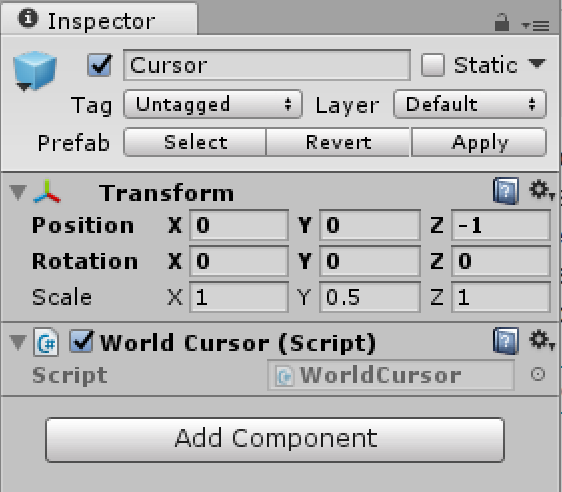 Inspector
Cursor Static
Tag Untagged Layer Default
Prefab Select Revert Apply
Transform
Position X 0 Y 0 Z -1
Rotation X 0 Y 0 Z 0
Scale X 1 Y 0.5 Z 1
World Cursor (Script)
Script WorldCursor
Add Component